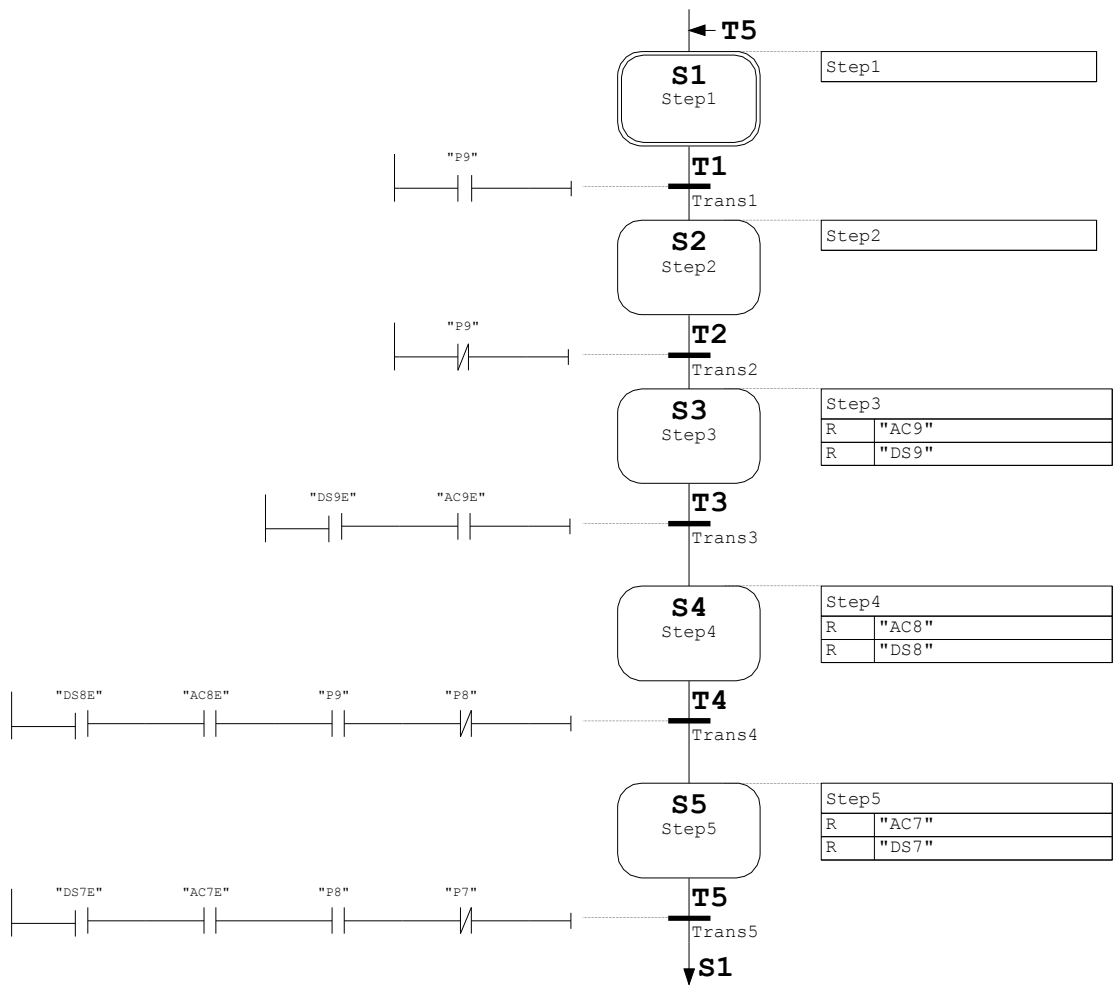 T5
S1
Step1
Step1
"P9"
T1
Trans1
S2
Step2
Step2
"P9"
T2
Trans2
S3
Step3
Step3
R "AC9"
R "DS9"
"DS9E" "AC9E"
T3
Trans3
S4
Step4
Step4
R "AC8"
R "DS8"
"DS8E" "AC8E" "P9" "P8"
T4
Trans4
S5
Step5
Step5
R "AC7"
R "DS7"
"DS7E" "AC7E" "P8" "P7"
T5
Trans5
S1